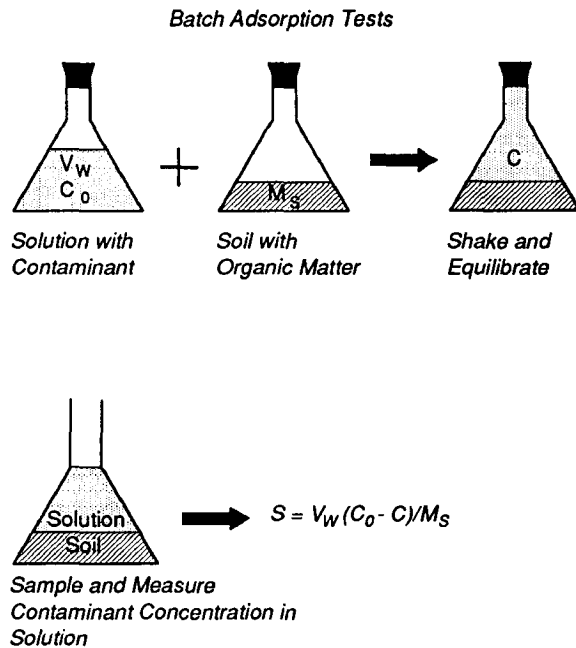 Batch Adsorption Tests
V_W
C_0
M_S
C
Solution with
Contaminant
Soil with
Organic Matter
Shake and
Equilibrate
Solution
Soil
S = V_W (C_0 - C)/M_S
Sample and Measure
Contaminant Concentration in
Solution